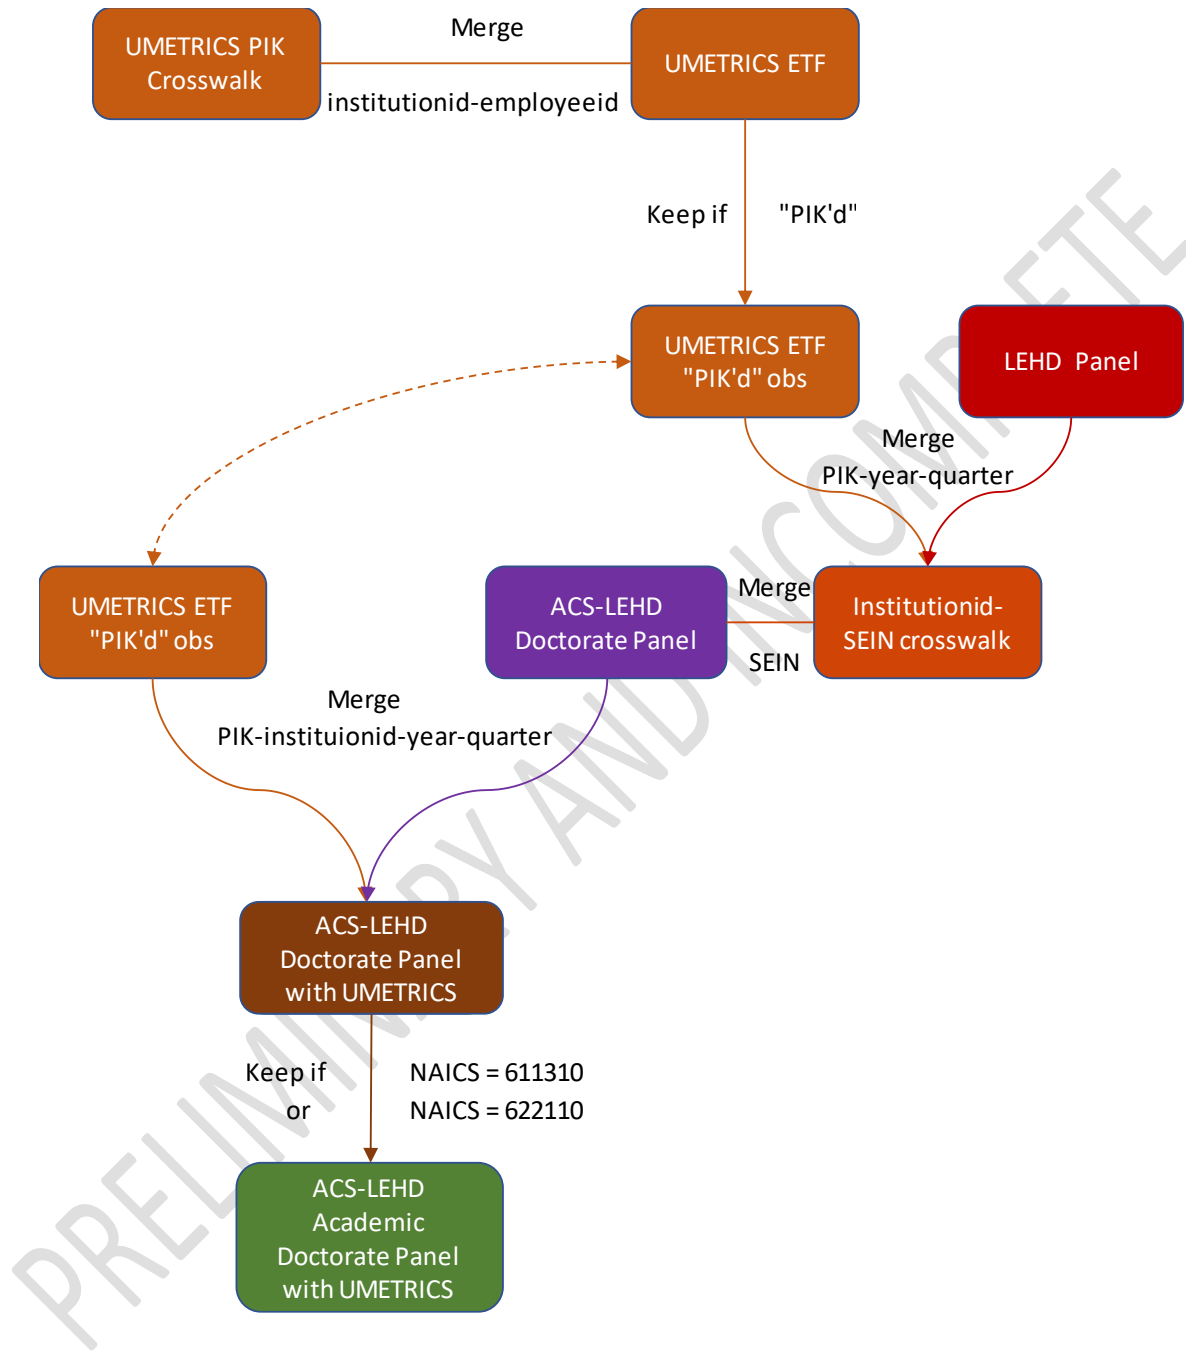 UMETRICS PIK
Crosswalk
Merge
institutionid-employeeid
UMETRICS ETF
Keep if "PIK'd"
UMETRICS ETF
"PIK'd" obs
LEHD Panel
Merge
PIK-year-quarter
UMETRICS ETF
"PIK'd" obs
ACS-LEHD
Doctorate Panel
Merge
SEIN
Institutionid-
SEIN crosswalk
Merge
PIK-instituionid-year-quarter
ACS-LEHD
Doctorate Panel
with UMETRICS
Keep if NAICS = 611310
or NAICS = 622110
ACS-LEHD
Academic
Doctorate Panel
with UMETRICS
PRELIMINARY AND INCOMPLETE